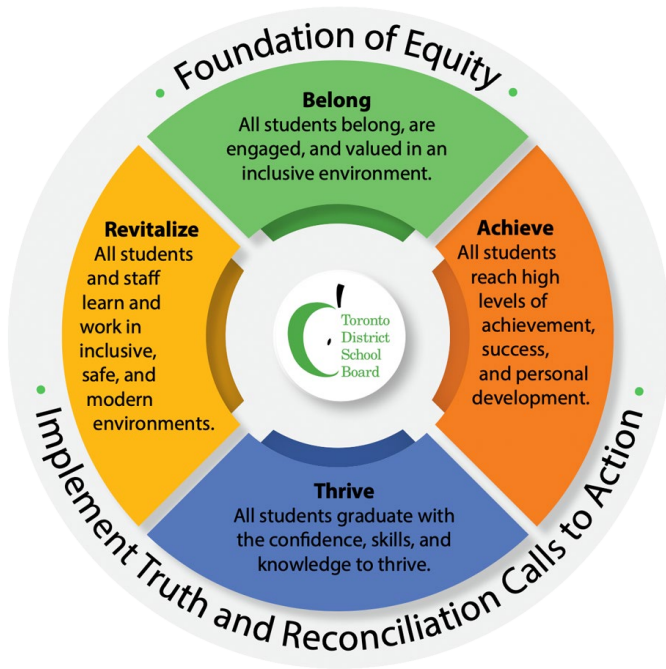 Foundation of Equity
Belong
All students belong, are
engaged, and valued in an
inclusive environment.
Revitalize
All students
and staff
learn and
work in
inclusive,
safe, and
modern
environments.
Achieve
All students
reach high
levels of
achievement,
success,
and personal
development.
Toronto
District
School
Board
Thrive
All students graduate with
the confidence, skills, and
knowledge to thrive.
Implement Truth and Reconciliation Calls to Action